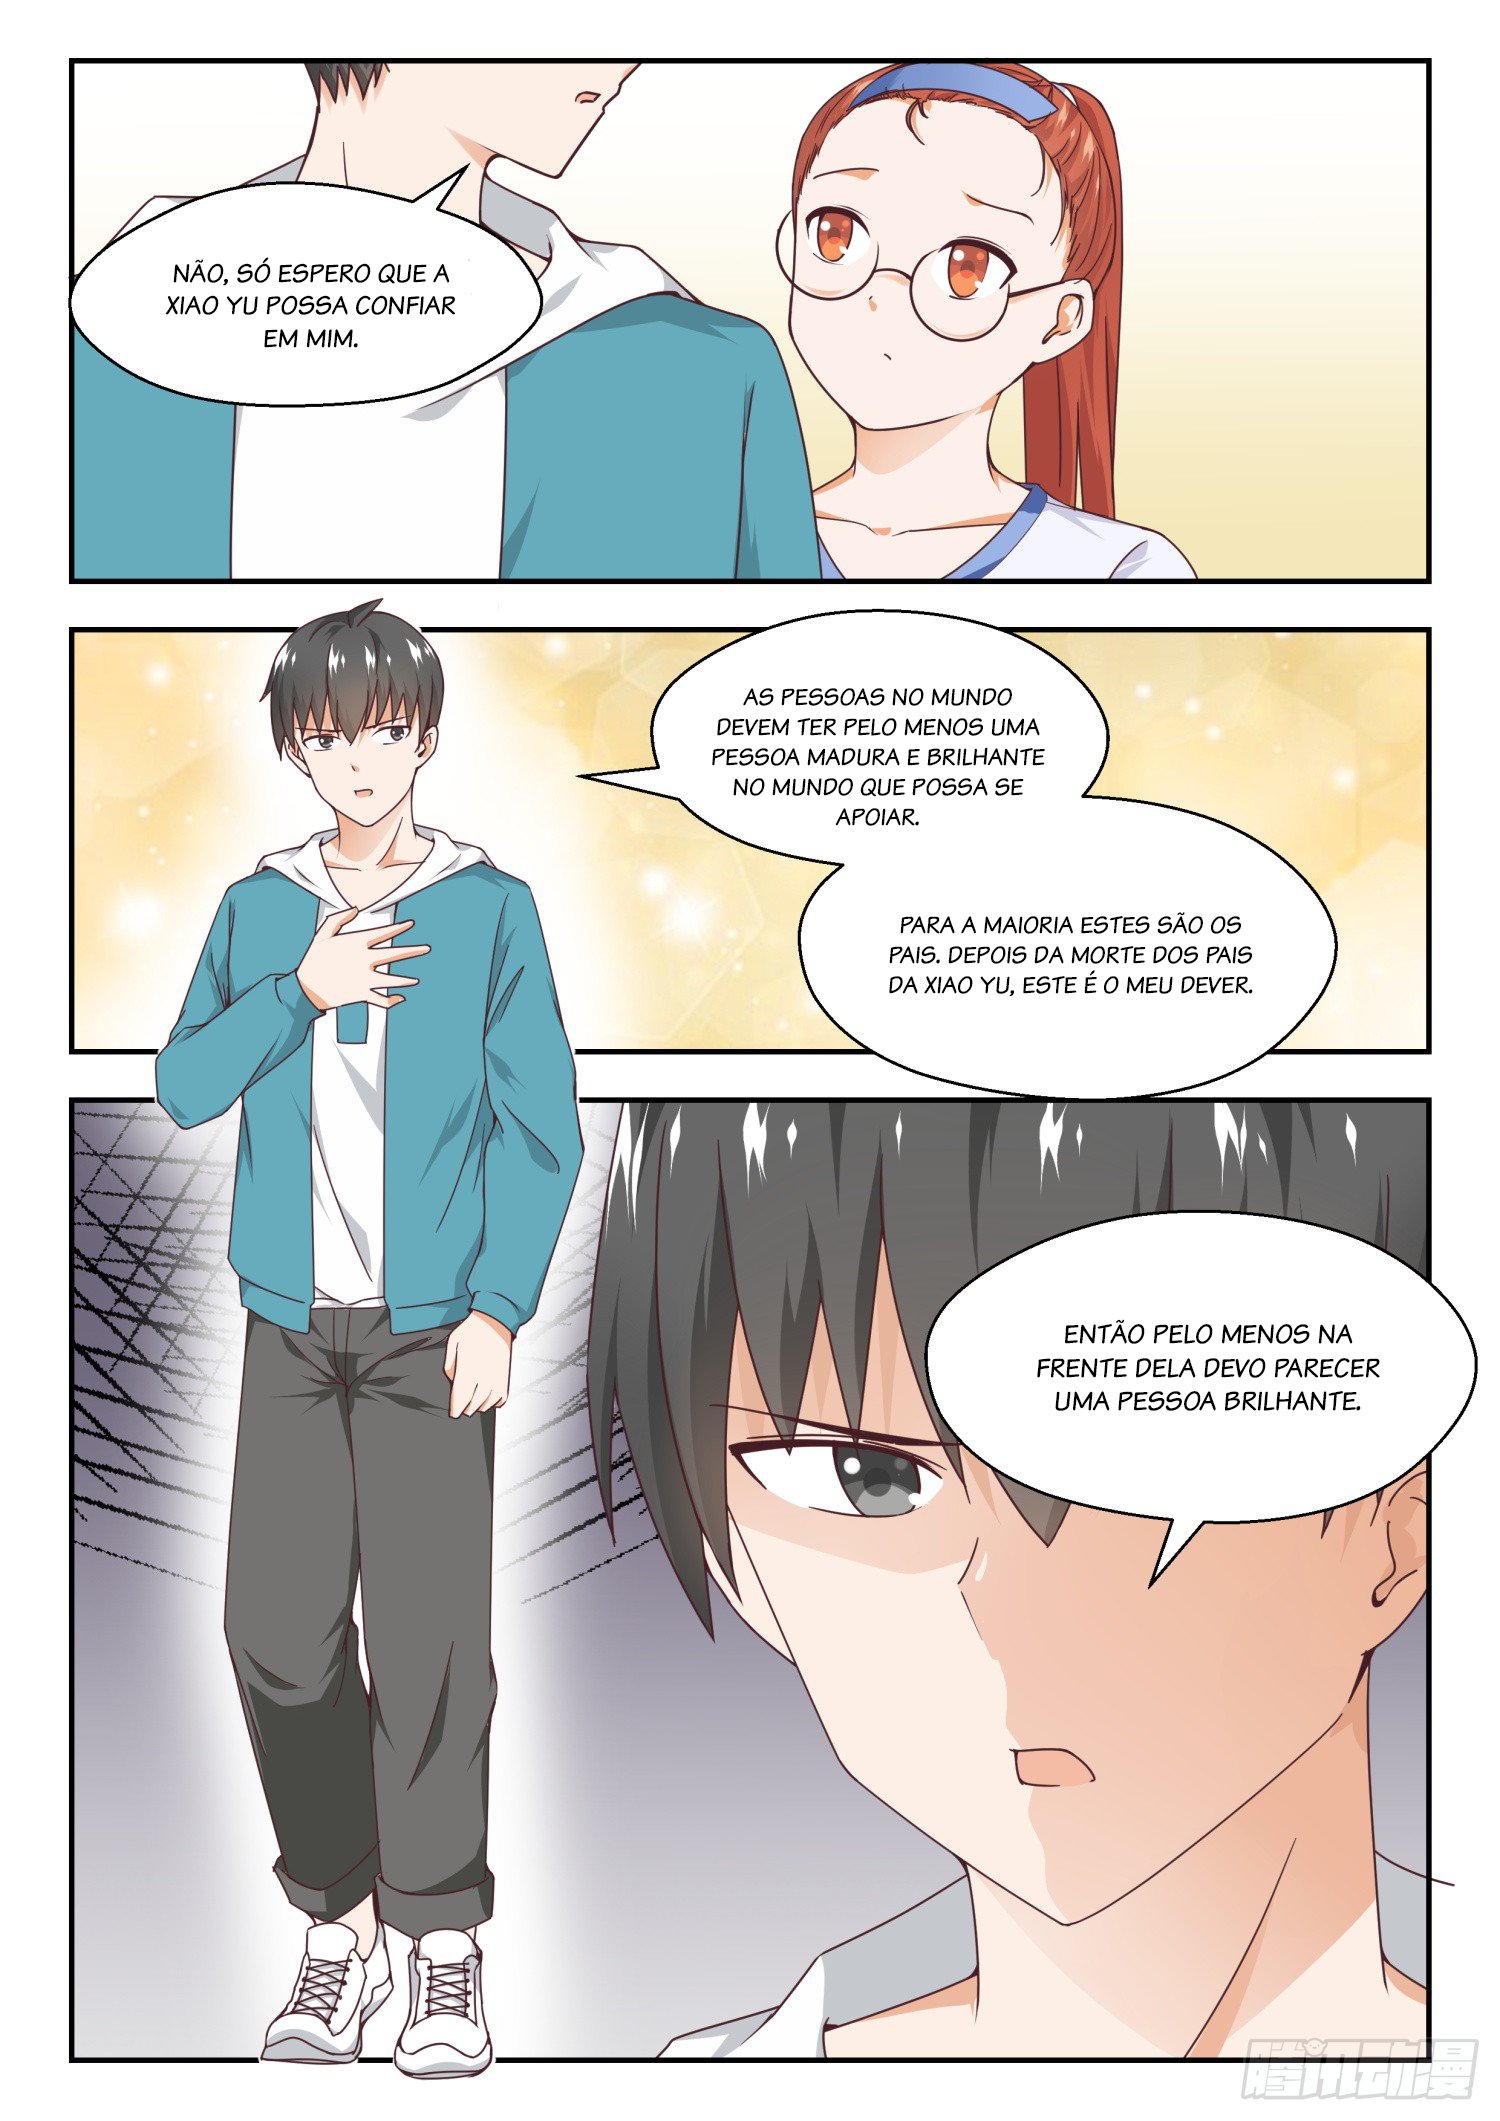 NÃO, SÓ ESPERO QUE A
XIAO YU POSSA CONFIAR
EM MIM.
AS PESSOAS NO MUNDO
DEVEM TER PELO MENOS UMA
PESSOA MADURA E BRILHANTE
NO MUNDO QUE POSSA SE
APOIAR.
PARA A MAIORIA ESTES SÃO OS
PAIS. DEPOIS DA MORTE DOS PAIS
DA XIAO YU, ESTE É O MEU DEVER.
ENTÃO PELO MENOS NA
FRENTE DELA DEVO PARECER
UMA PESSOA BRILHANTE.
腾讯动漫